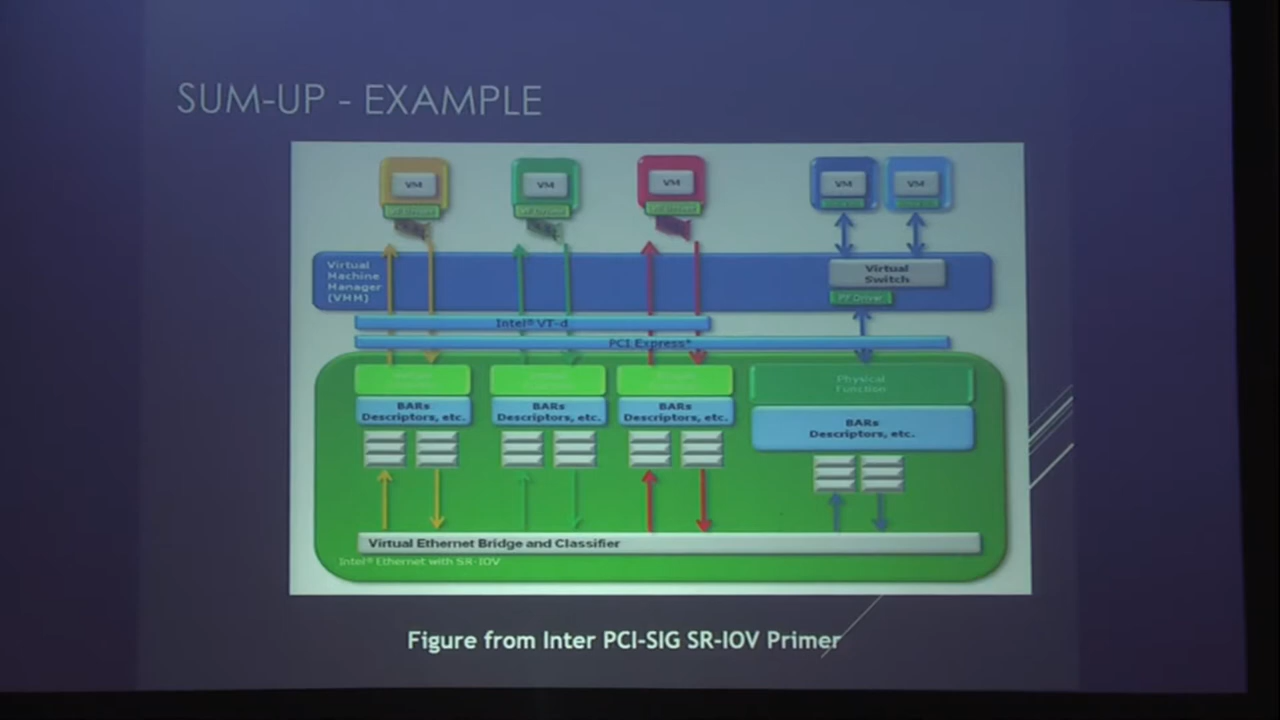 SUM-UP - EXAMPLE
VM
VM
VM
VM
VM
Virtual
Machine
Manager
(VHM)
Virtual
Switch
PF Driver
Intel® VT-d
PCI Express*
Physical
Function
BARs
Descriptors, etc.
BARs
Descriptors, etc.
BARs
Descriptors, etc.
BARs
Descriptors, etc.
Virtual Ethernet Bridge and Classifier
Intel® Ethernet with SR-IOV
Figure from Inter PCI-SIG SR-IOV Primer